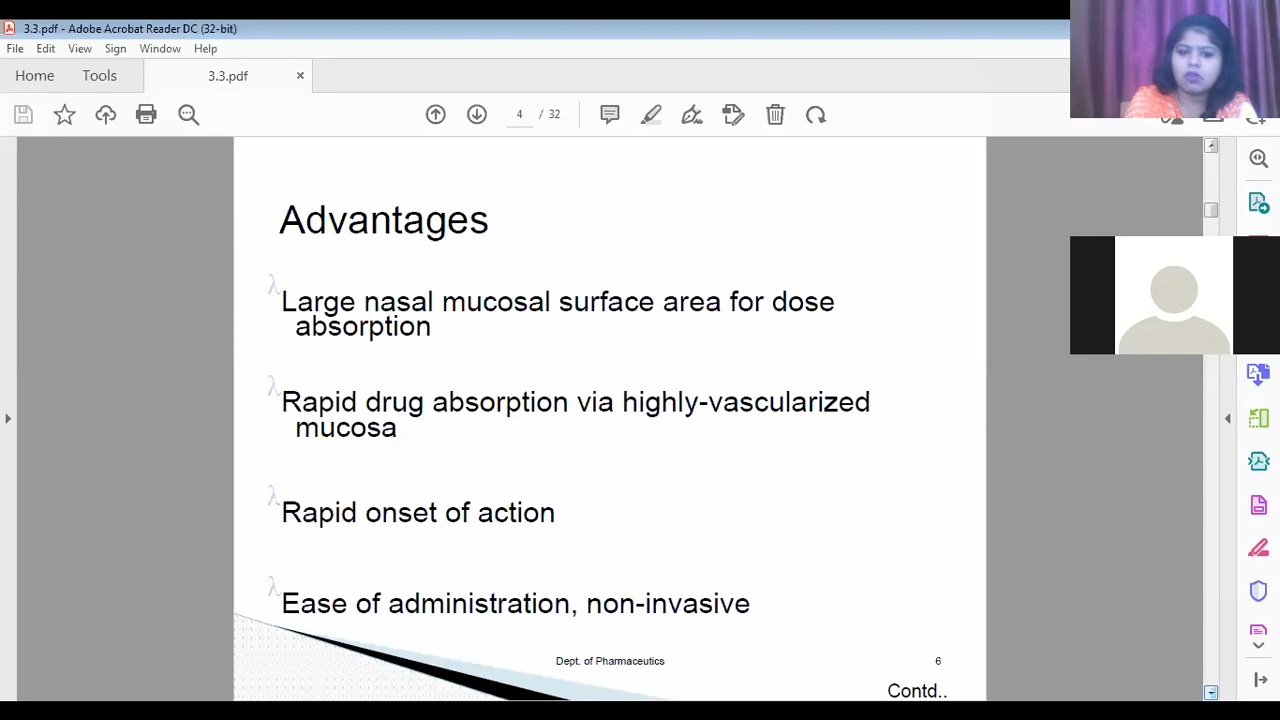 3.3.pdf - Adobe Acrobat Reader DC (32-bit)
File Edit View Sign Window Help
Home Tools 3.3.pdf ×
4 / 32
Advantages
λ Large nasal mucosal surface area for dose
absorption
λ Rapid drug absorption via highly-vascularized
mucosa
λ Rapid onset of action
λ Ease of administration, non-invasive
Dept. of Pharmaceutics 6
Contd..